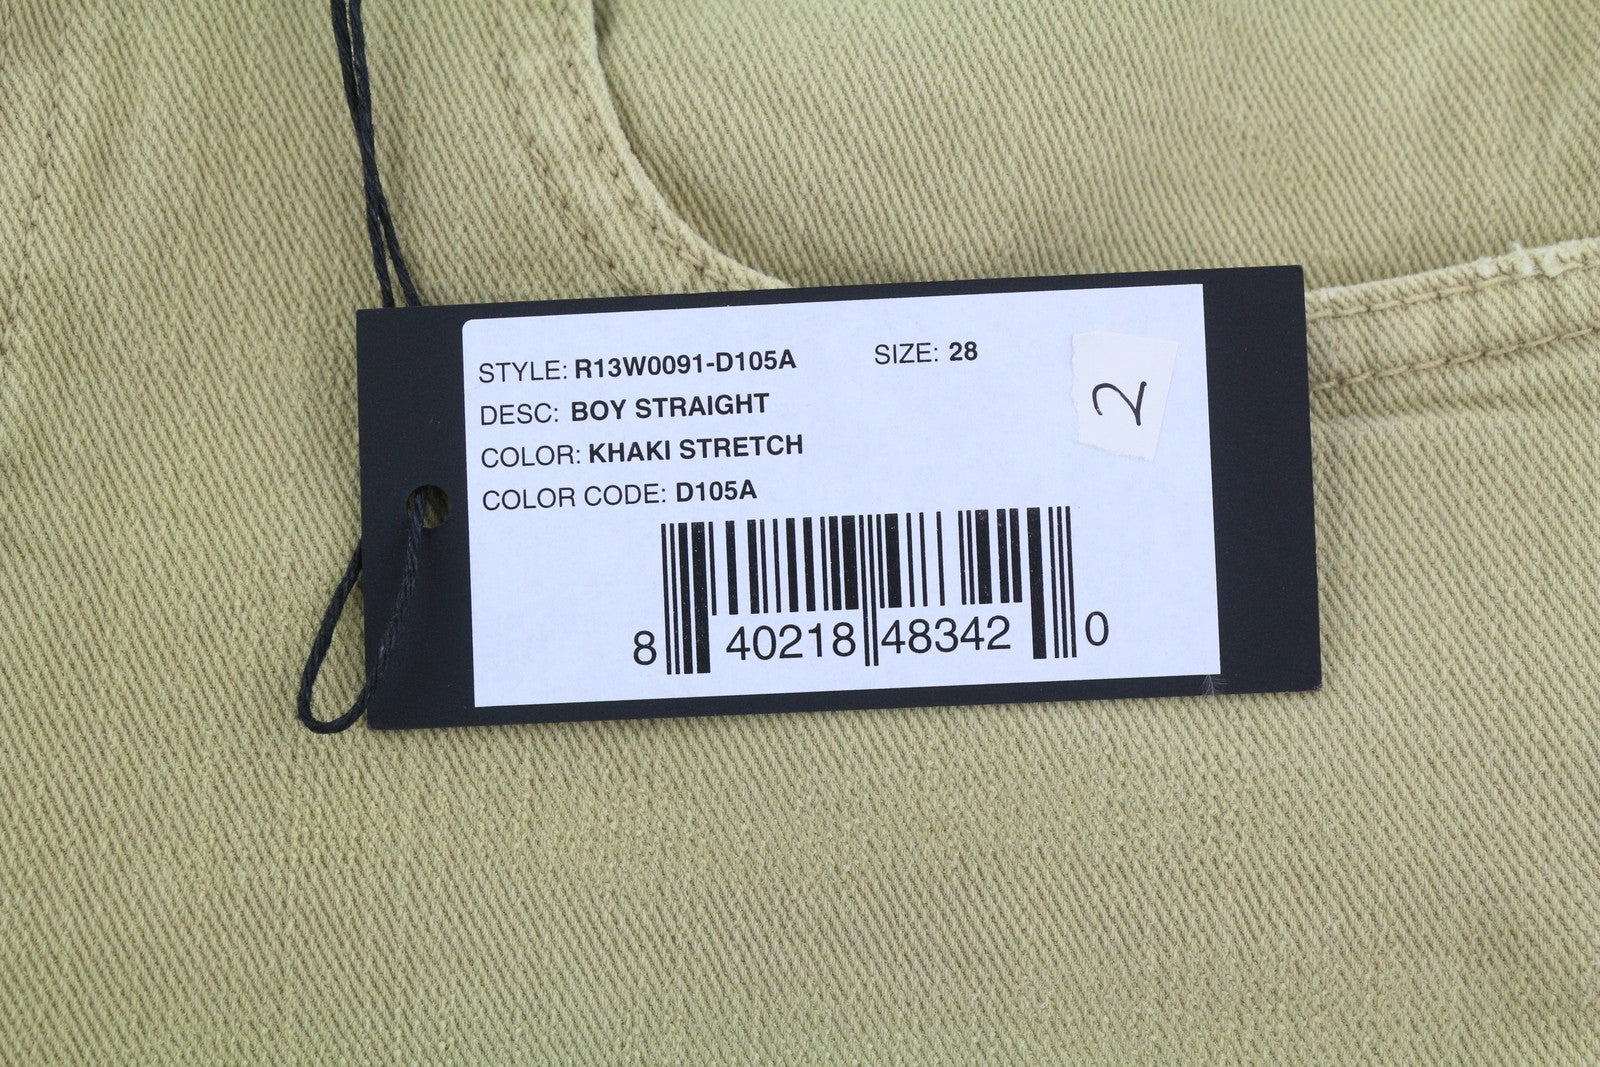 STYLE: R13W0091-D105A SIZE: 28
2
DESC: BOY STRAIGHT
COLOR: KHAKI STRETCH
COLOR CODE: D105A
8 40218 48342 0